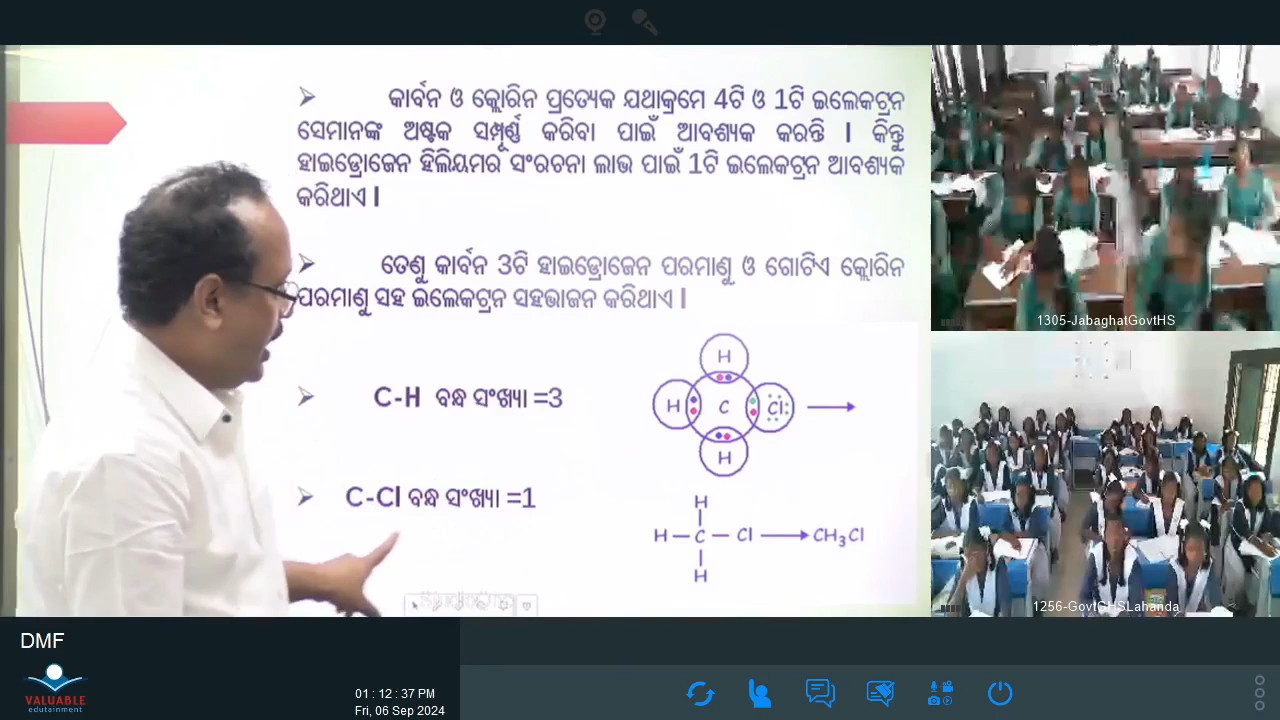 ➢ କାର୍ବନ ଓ କ୍ଲୋରିନ ପ୍ରତ୍ୟେକ ଯଥାକ୍ରମେ 4ଟି ଓ 1ଟି ଇଲେକଟ୍ରନ
ସେମାନଙ୍କ ଅଷ୍ଟକ ସମ୍ପୂର୍ଣ୍ଣ କରିବା ପାଇଁ ଆବଶ୍ୟକ କରନ୍ତି । କିନ୍ତୁ
ହାଇଡ୍ରୋଜେନ ହିଲିୟମର ସଂରଚନା ଲାଭ ପାଇଁ 1ଟି ଇଲେକଟ୍ରନ ଆବଶ୍ୟକ
କରିଥାଏ ।
➢ ତେଣୁ କାର୍ବନ 3ଟି ହାଇଡ୍ରୋଜେନ ପରମାଣୁ ଓ ଗୋଟିଏ କ୍ଲୋରିନ
ପରମାଣୁ ସହ ଇଲେକଟ୍ରନ ସହଭାଜନ କରିଥାଏ ।
➢ C-H ବନ୍ଧ ସଂଖ୍ୟା =3
➢ C-Cl ବନ୍ଧ ସଂଖ୍ୟା =1
H
H C Cl
H
H
H — C — Cl → CH₃Cl
H
1305-JabaghatGovtHS
1256-GovtGHSLahanda
DMF
VALUABLE
edutainment
01 : 12 : 37 PM
Fri, 06 Sep 2024